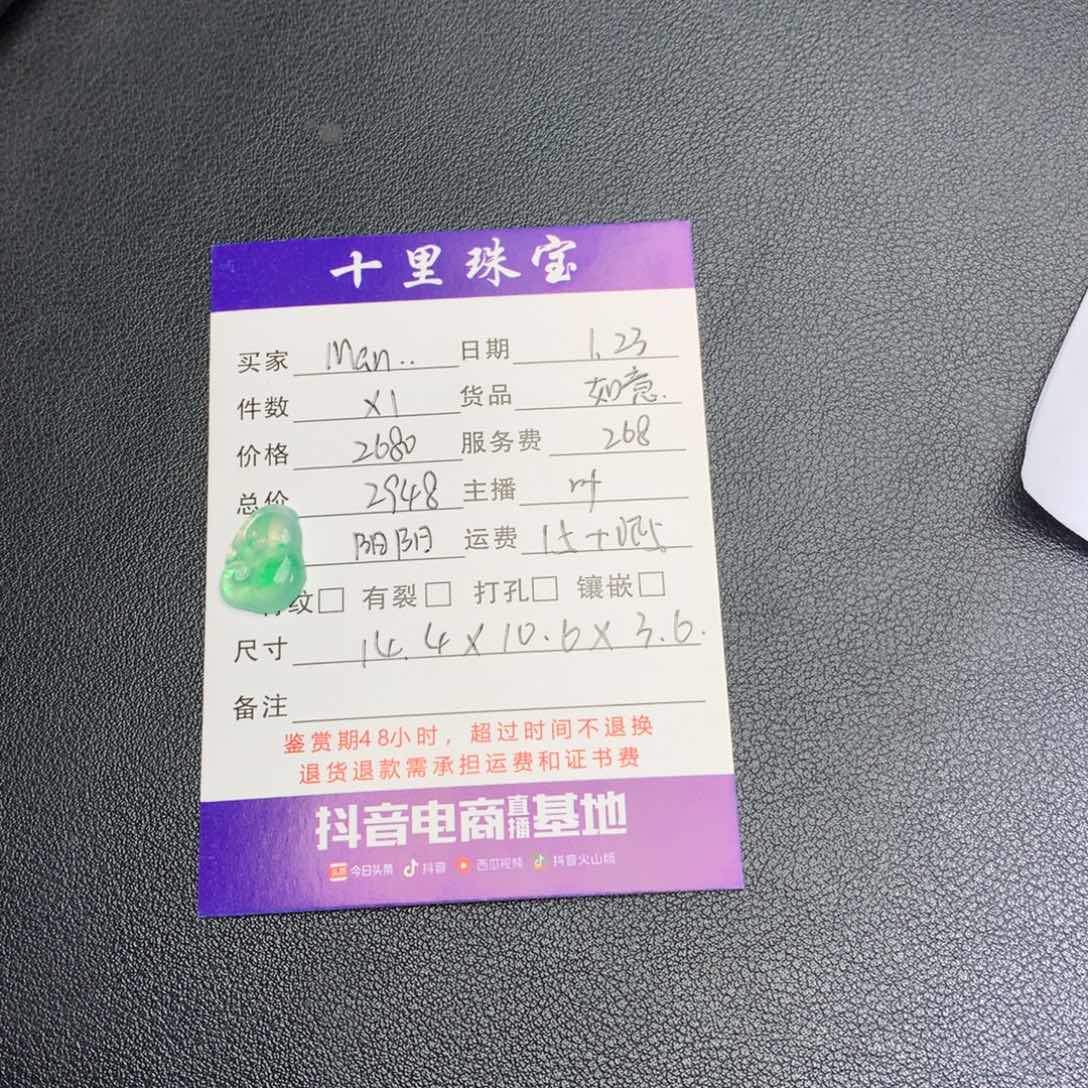 十里珠宝
买家 Man.. 日期 1.23
件数 X1 货品 如意.
价格 2680 服务费 268
总价 2948 主播
阳阳 运费 15+
纹□ 有裂□ 打孔□ 镶嵌□
尺寸 14.4X10.6X3.6.
备注
鉴赏期48小时，超过时间不退换
退货退款需承担运费和证书费
抖音电商直播基地
头条 今日头条 抖音 西瓜视频 抖音火山版